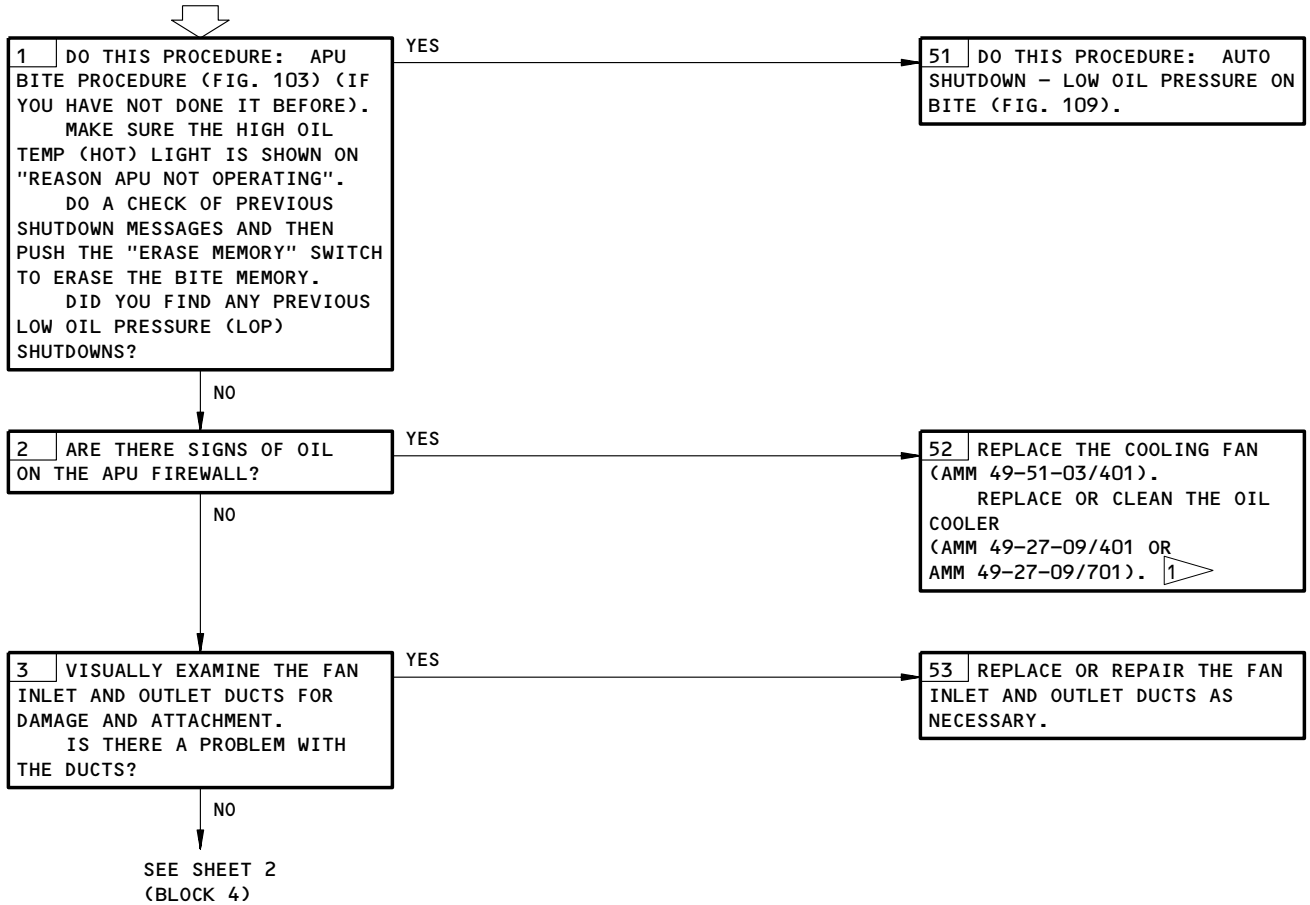 1 DO THIS PROCEDURE: APU
BITE PROCEDURE (FIG. 103) (IF
YOU HAVE NOT DONE IT BEFORE).
MAKE SURE THE HIGH OIL
TEMP (HOT) LIGHT IS SHOWN ON
"REASON APU NOT OPERATING".
DO A CHECK OF PREVIOUS
SHUTDOWN MESSAGES AND THEN
PUSH THE "ERASE MEMORY" SWITCH
TO ERASE THE BITE MEMORY.
DID YOU FIND ANY PREVIOUS
LOW OIL PRESSURE (LOP)
SHUTDOWNS?
YES
51 DO THIS PROCEDURE: AUTO
SHUTDOWN - LOW OIL PRESSURE ON
BITE (FIG. 109).
NO
2 ARE THERE SIGNS OF OIL
ON THE APU FIREWALL?
YES
52 REPLACE THE COOLING FAN
(AMM 49-51-03/401).
REPLACE OR CLEAN THE OIL
COOLER
(AMM 49-27-09/401 OR
AMM 49-27-09/701). 1
NO
3 VISUALLY EXAMINE THE FAN
INLET AND OUTLET DUCTS FOR
DAMAGE AND ATTACHMENT.
IS THERE A PROBLEM WITH
THE DUCTS?
YES
53 REPLACE OR REPAIR THE FAN
INLET AND OUTLET DUCTS AS
NECESSARY.
NO
SEE SHEET 2
(BLOCK 4)